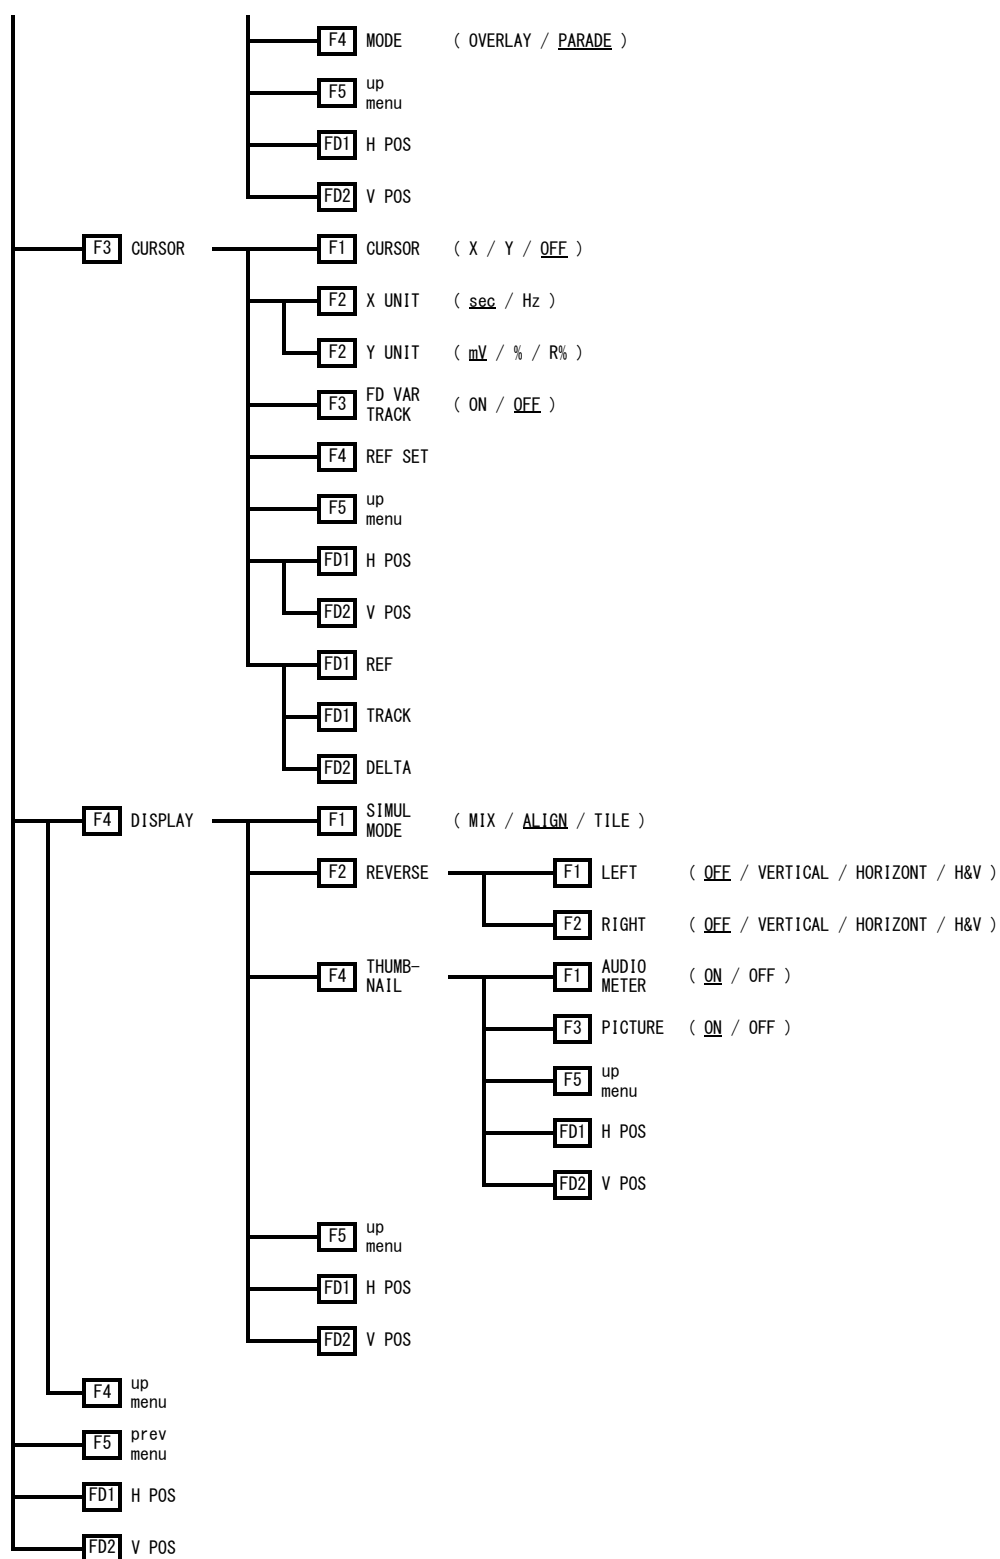 F4 MODE ( OVERLAY / PARADE )
F5 up
menu
FD1 H POS
FD2 V POS
F3 CURSOR F1 CURSOR ( X / Y / OFF )
F2 X UNIT ( sec / Hz )
F2 Y UNIT ( mV / % / R% )
F3 FD VAR
TRACK ( ON / OFF )
F4 REF SET
F5 up
menu
FD1 H POS
FD2 V POS
FD1 REF
FD1 TRACK
FD2 DELTA
F4 DISPLAY F1 SIMUL
MODE ( MIX / ALIGN / TILE )
F2 REVERSE F1 LEFT ( OFF / VERTICAL / HORIZONT / H&V )
F2 RIGHT ( OFF / VERTICAL / HORIZONT / H&V )
F4 THUMB-
NAIL F1 AUDIO
METER ( ON / OFF )
F3 PICTURE ( ON / OFF )
F5 up
menu
FD1 H POS
FD2 V POS
F5 up
menu
FD1 H POS
FD2 V POS
F4 up
menu
F5 prev
menu
FD1 H POS
FD2 V POS